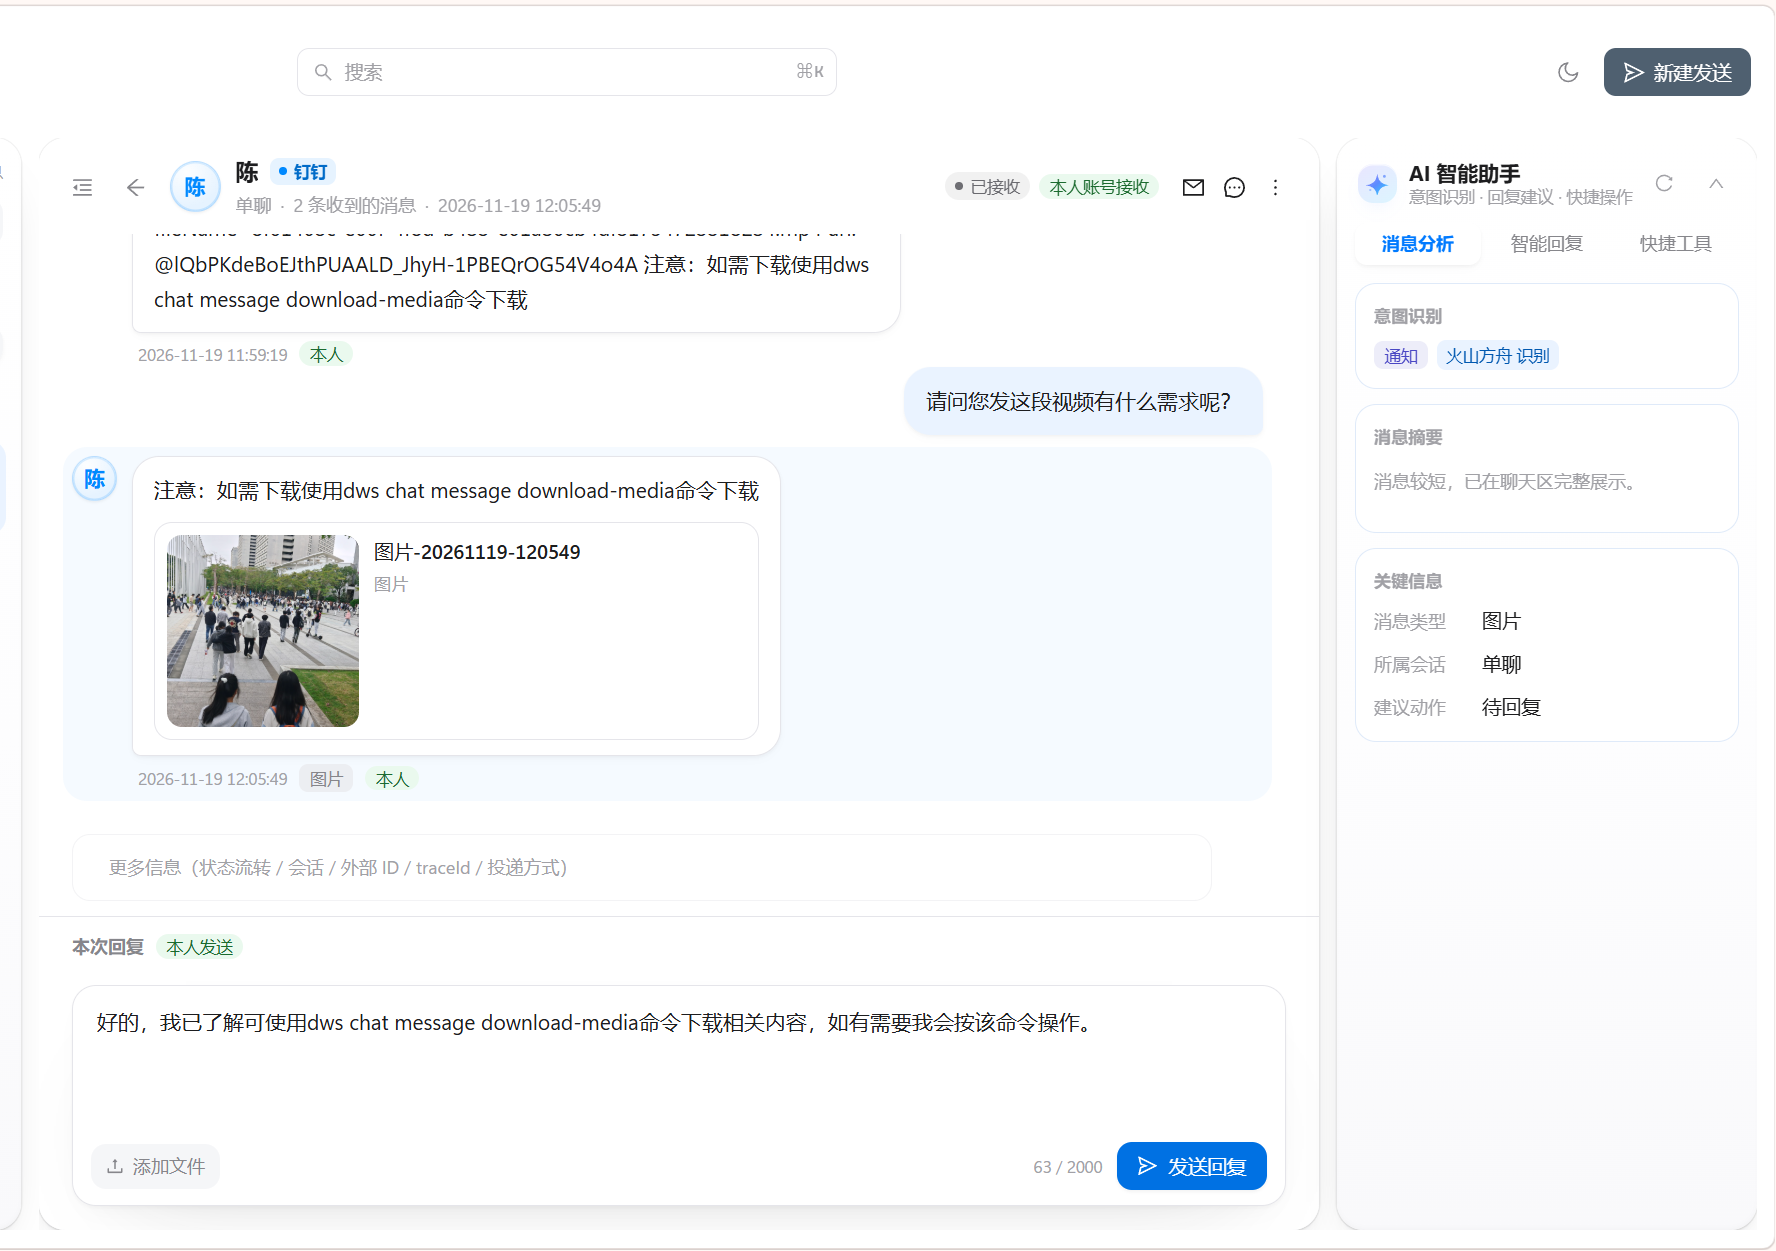 搜索
⌘K
新建发送
陈
陈
钉钉
单聊 · 2 条收到的消息 · 2026-11-19 12:05:49
已接收
本人账号接收
@lQbPKdeBoEJthPUAALD_JhyH-1PBEQrOG54V4o4A 注意：如需下载使用dws
chat message download-media命令下载
2026-11-19 11:59:19
本人
请问您发这段视频有什么需求呢?
陈
注意：如需下载使用dws chat message download-media命令下载
图片-20261119-120549
图片
2026-11-19 12:05:49
图片
本人
更多信息（状态流转 / 会话 / 外部 ID / traceId / 投递方式）
本次回复
本人发送
好的，我已了解可使用dws chat message download-media命令下载相关内容，如有需要我会按该命令操作。
添加文件
63 / 2000
发送回复
AI 智能助手
意图识别 · 回复建议 · 快捷操作
消息分析
智能回复
快捷工具
意图识别
通知
火山方舟 识别
消息摘要
消息较短，已在聊天区完整展示。
关键信息
消息类型
图片
所属会话
单聊
建议动作
待回复